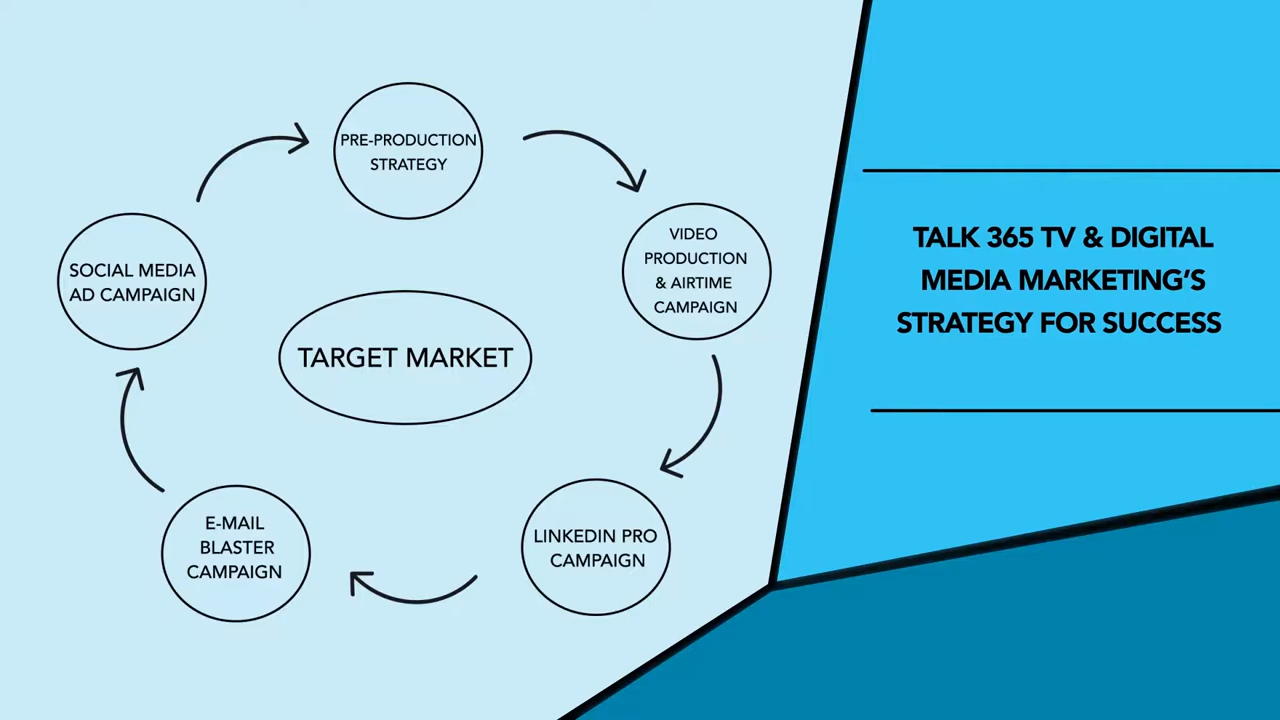 PRE-PRODUCTION
STRATEGY
VIDEO
PRODUCTION
& AIRTIME
CAMPAIGN
SOCIAL MEDIA
AD CAMPAIGN
TARGET MARKET
LINKEDIN PRO
CAMPAIGN
E-MAIL
BLASTER
CAMPAIGN
TALK 365 TV & DIGITAL
MEDIA MARKETING’S
STRATEGY FOR SUCCESS